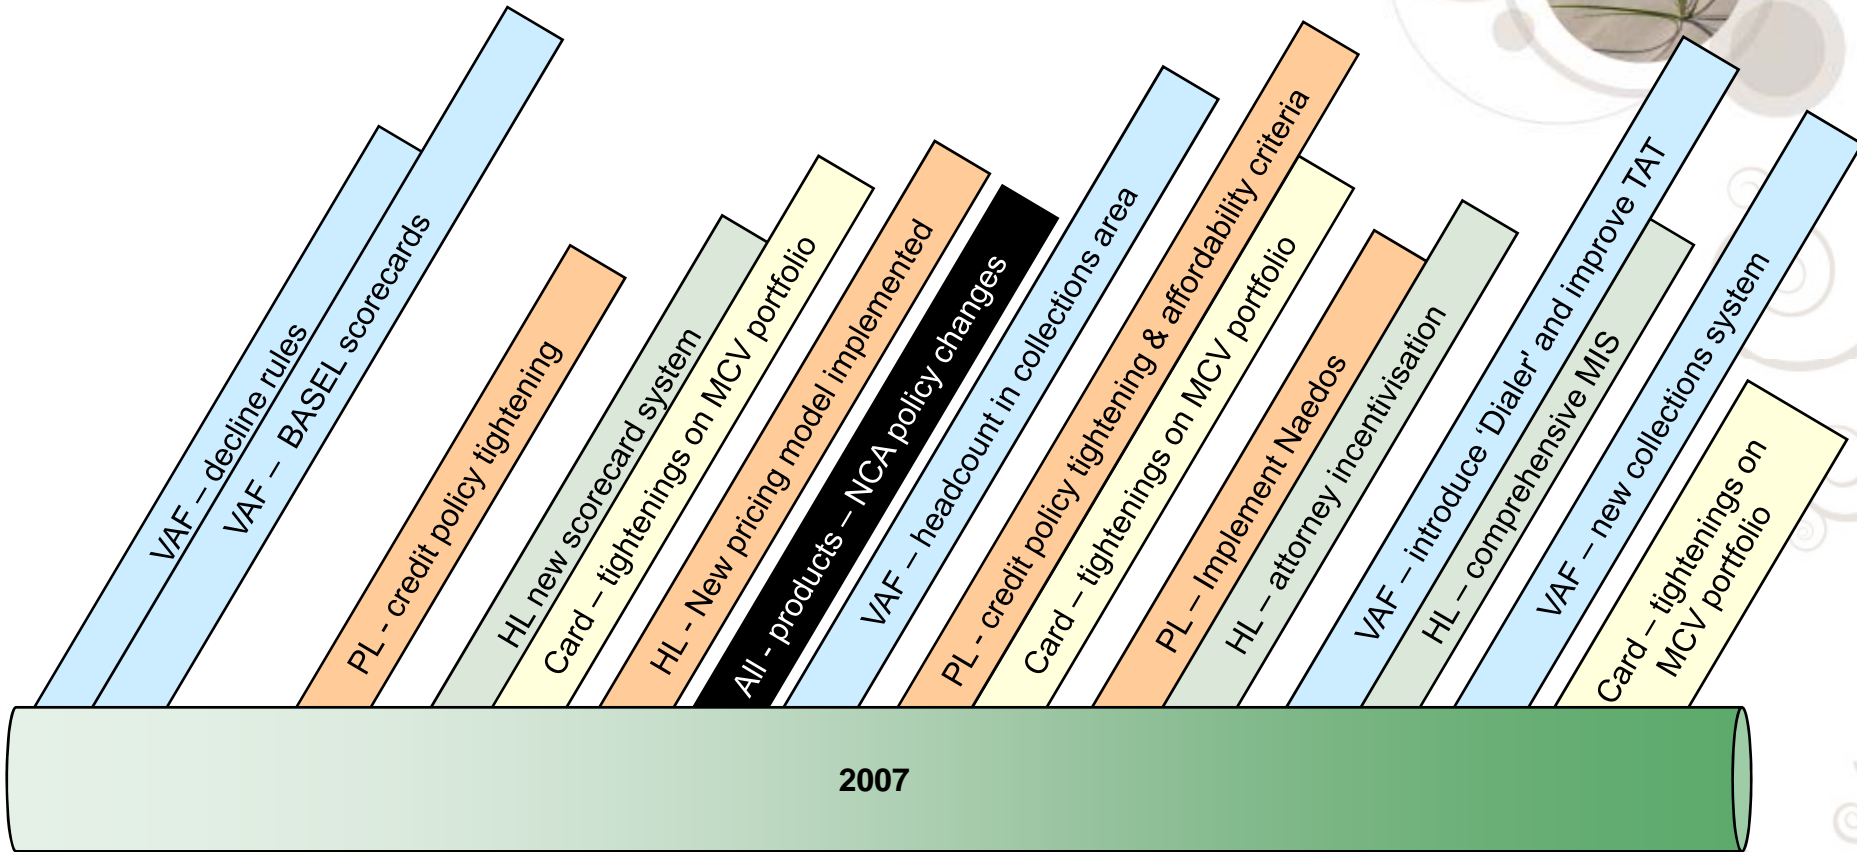 VAF – decline rules
VAF – BASEL scorecards
PL - credit policy tightening
HL new scorecard system
Card – tightenings on MCV portfolio
HL - New pricing model implemented
All - products – NCA policy changes
VAF – headcount in collections area
PL - credit policy tightening & affordability criteria
Card – tightenings on MCV portfolio
PL – Implement Naedos
HL – attorney incentivisation
VAF – introduce ‘Dialer' and improve TAT
HL – comprehensive MIS
VAF – new collections system
Card – tightenings on
MCV portfolio
2007